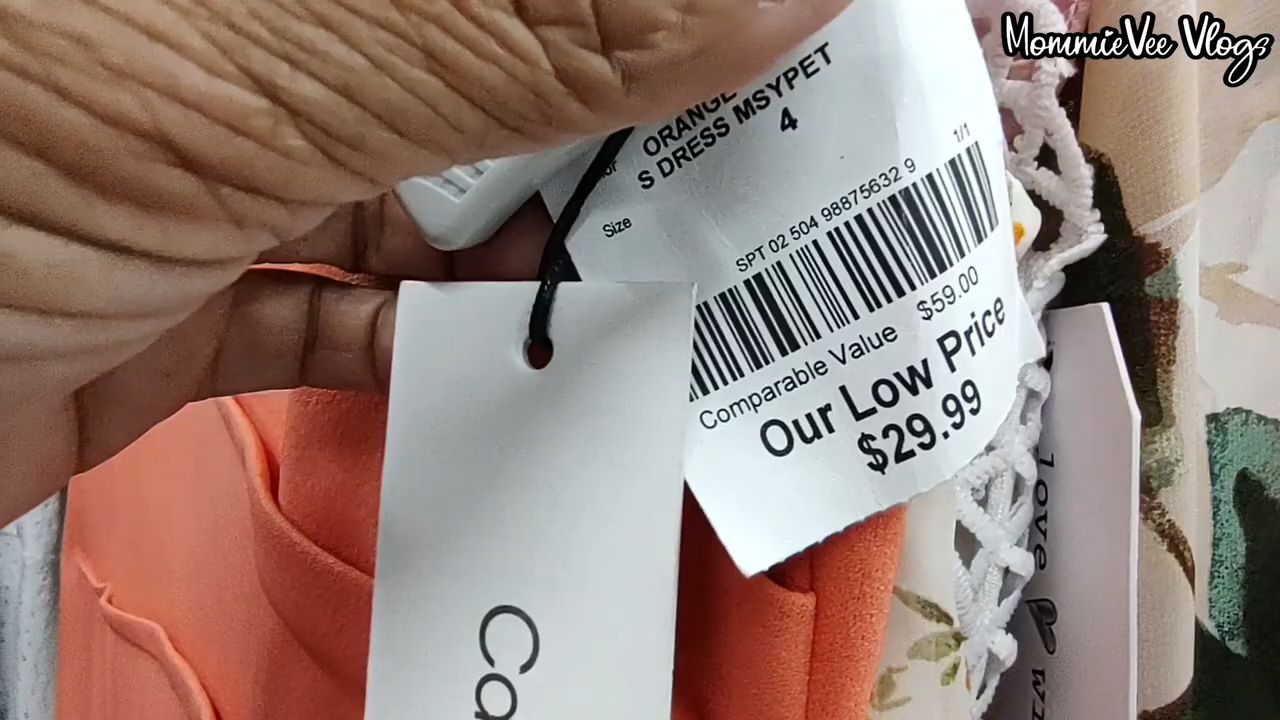 MommieVee Vlogs
ORANGE
S DRESS MSYPET
4
Size
1/1
SPT 02 504 98875632 9
Comparable Value $59.00
Our Low Price
$29.99
Ca
love